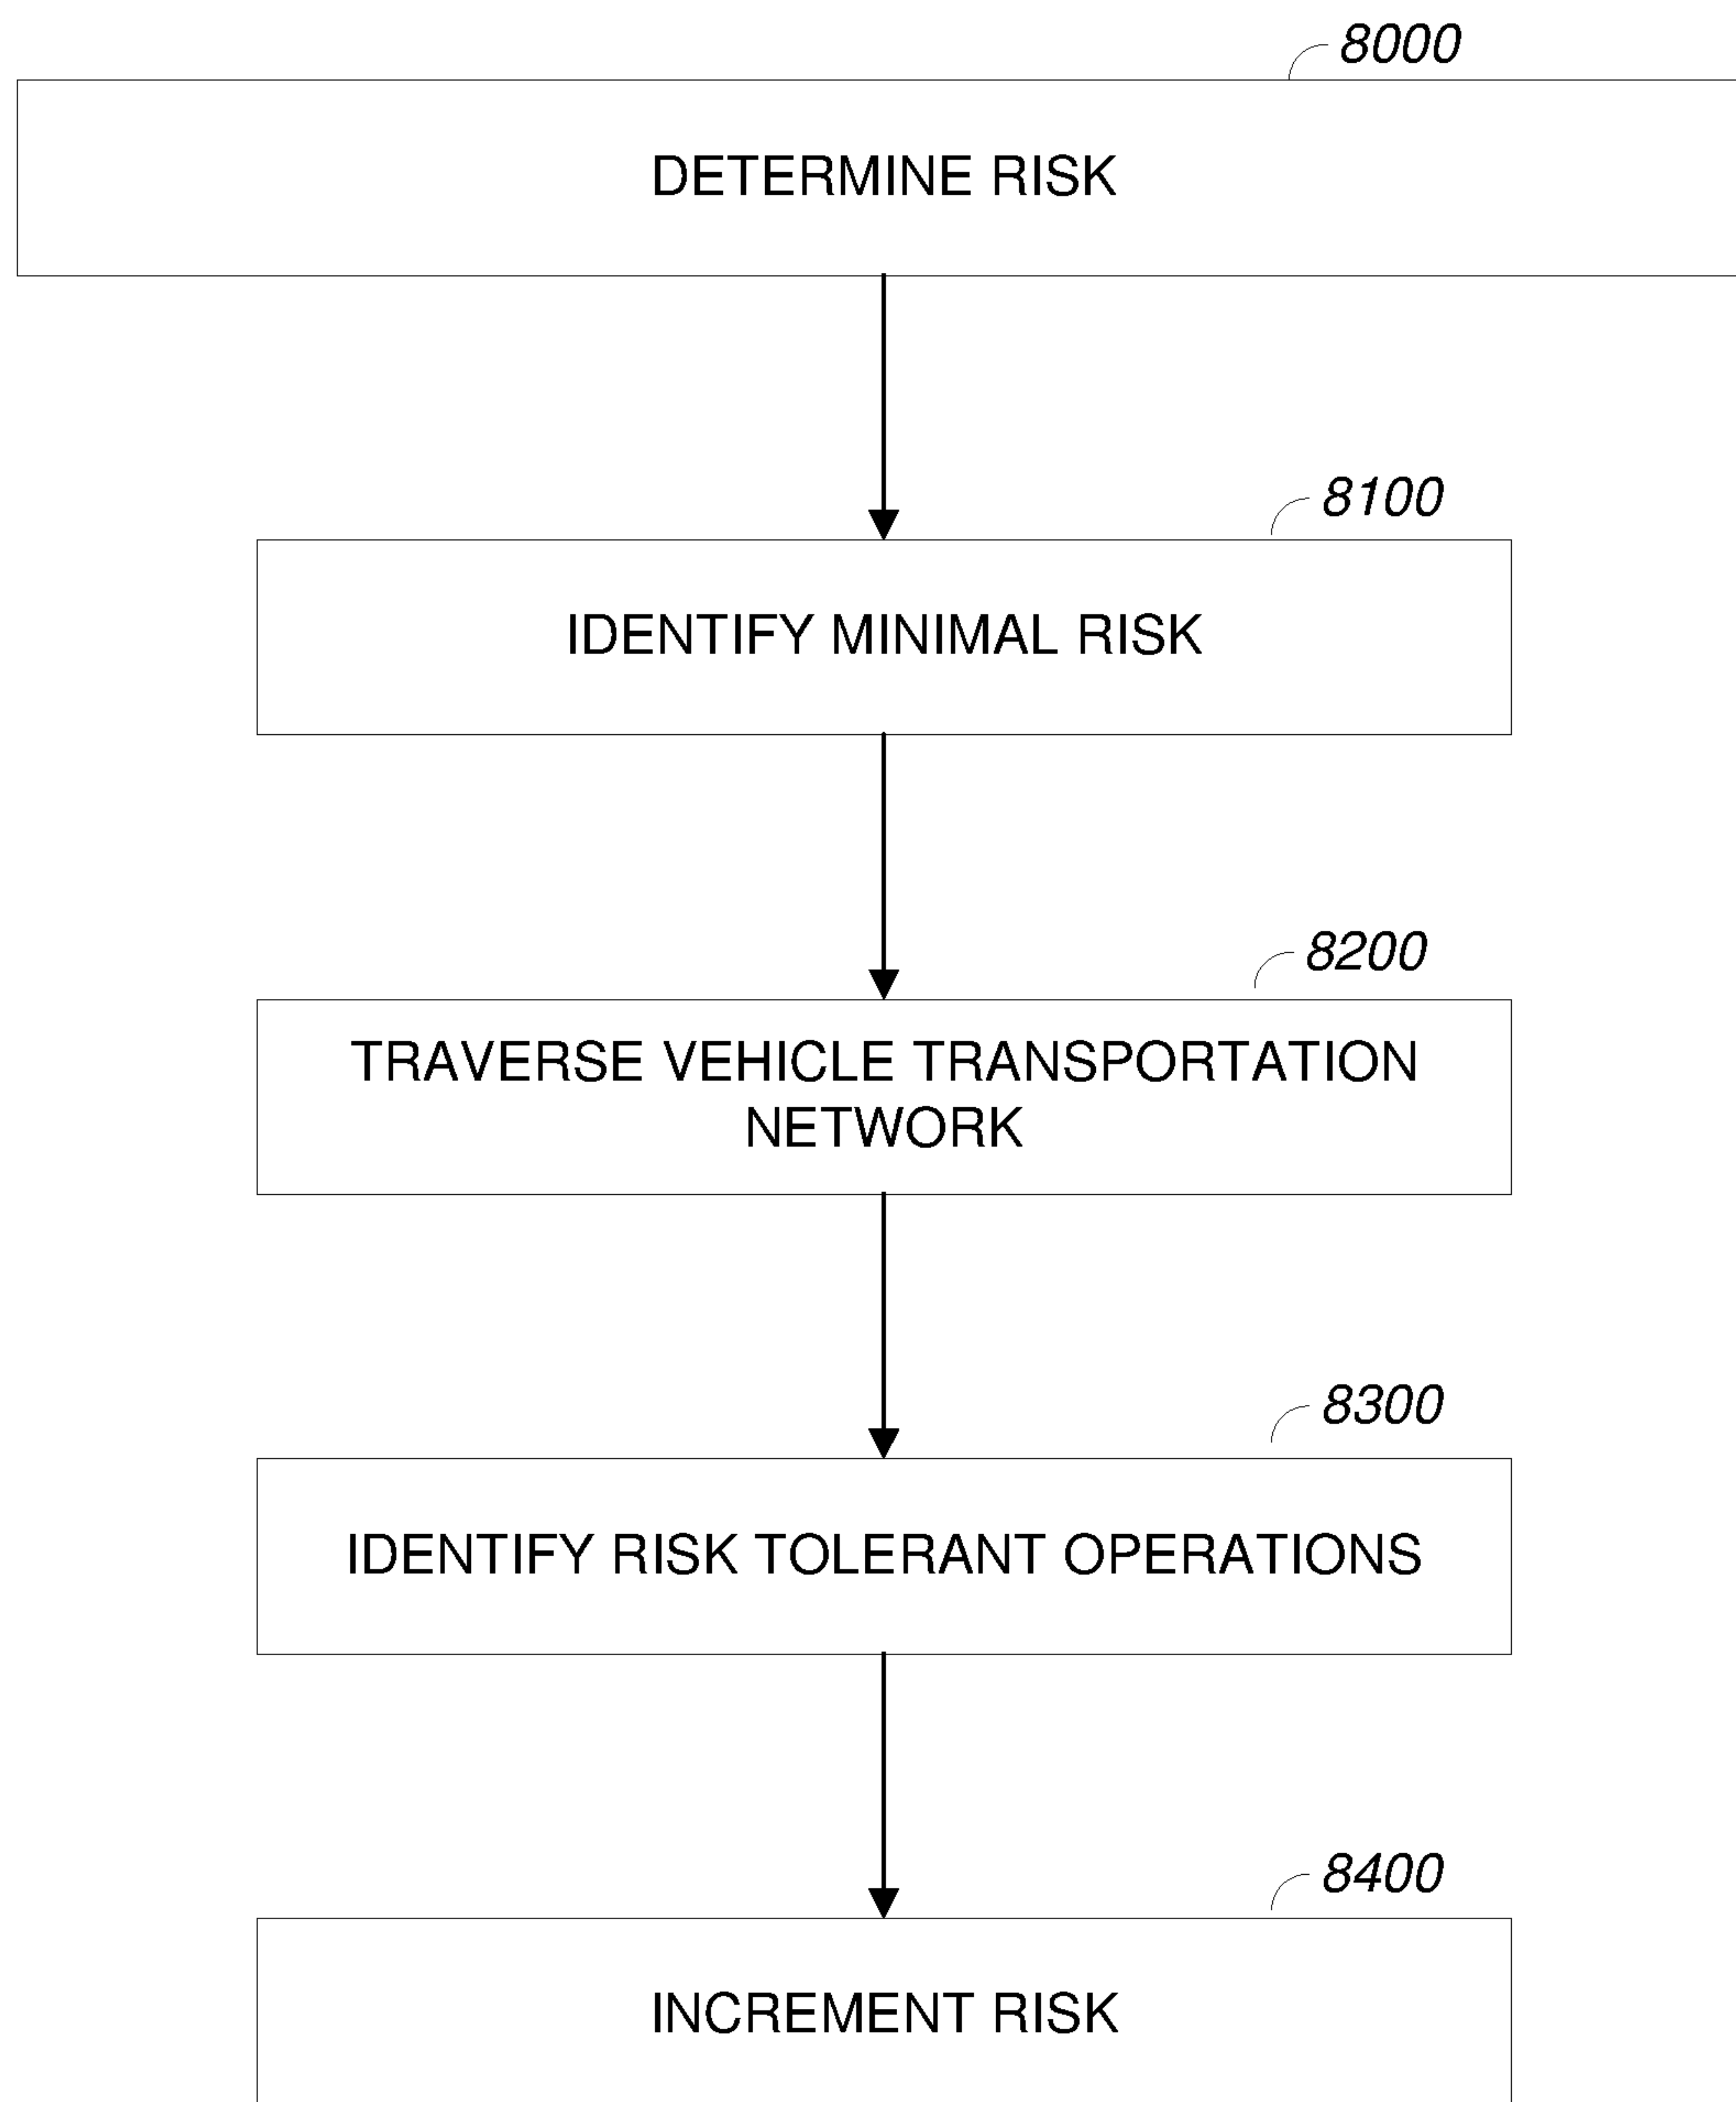 8000
DETERMINE RISK
8100
IDENTIFY MINIMAL RISK
8200
TRAVERSE VEHICLE TRANSPORTATION
NETWORK
8300
IDENTIFY RISK TOLERANT OPERATIONS
8400
INCREMENT RISK